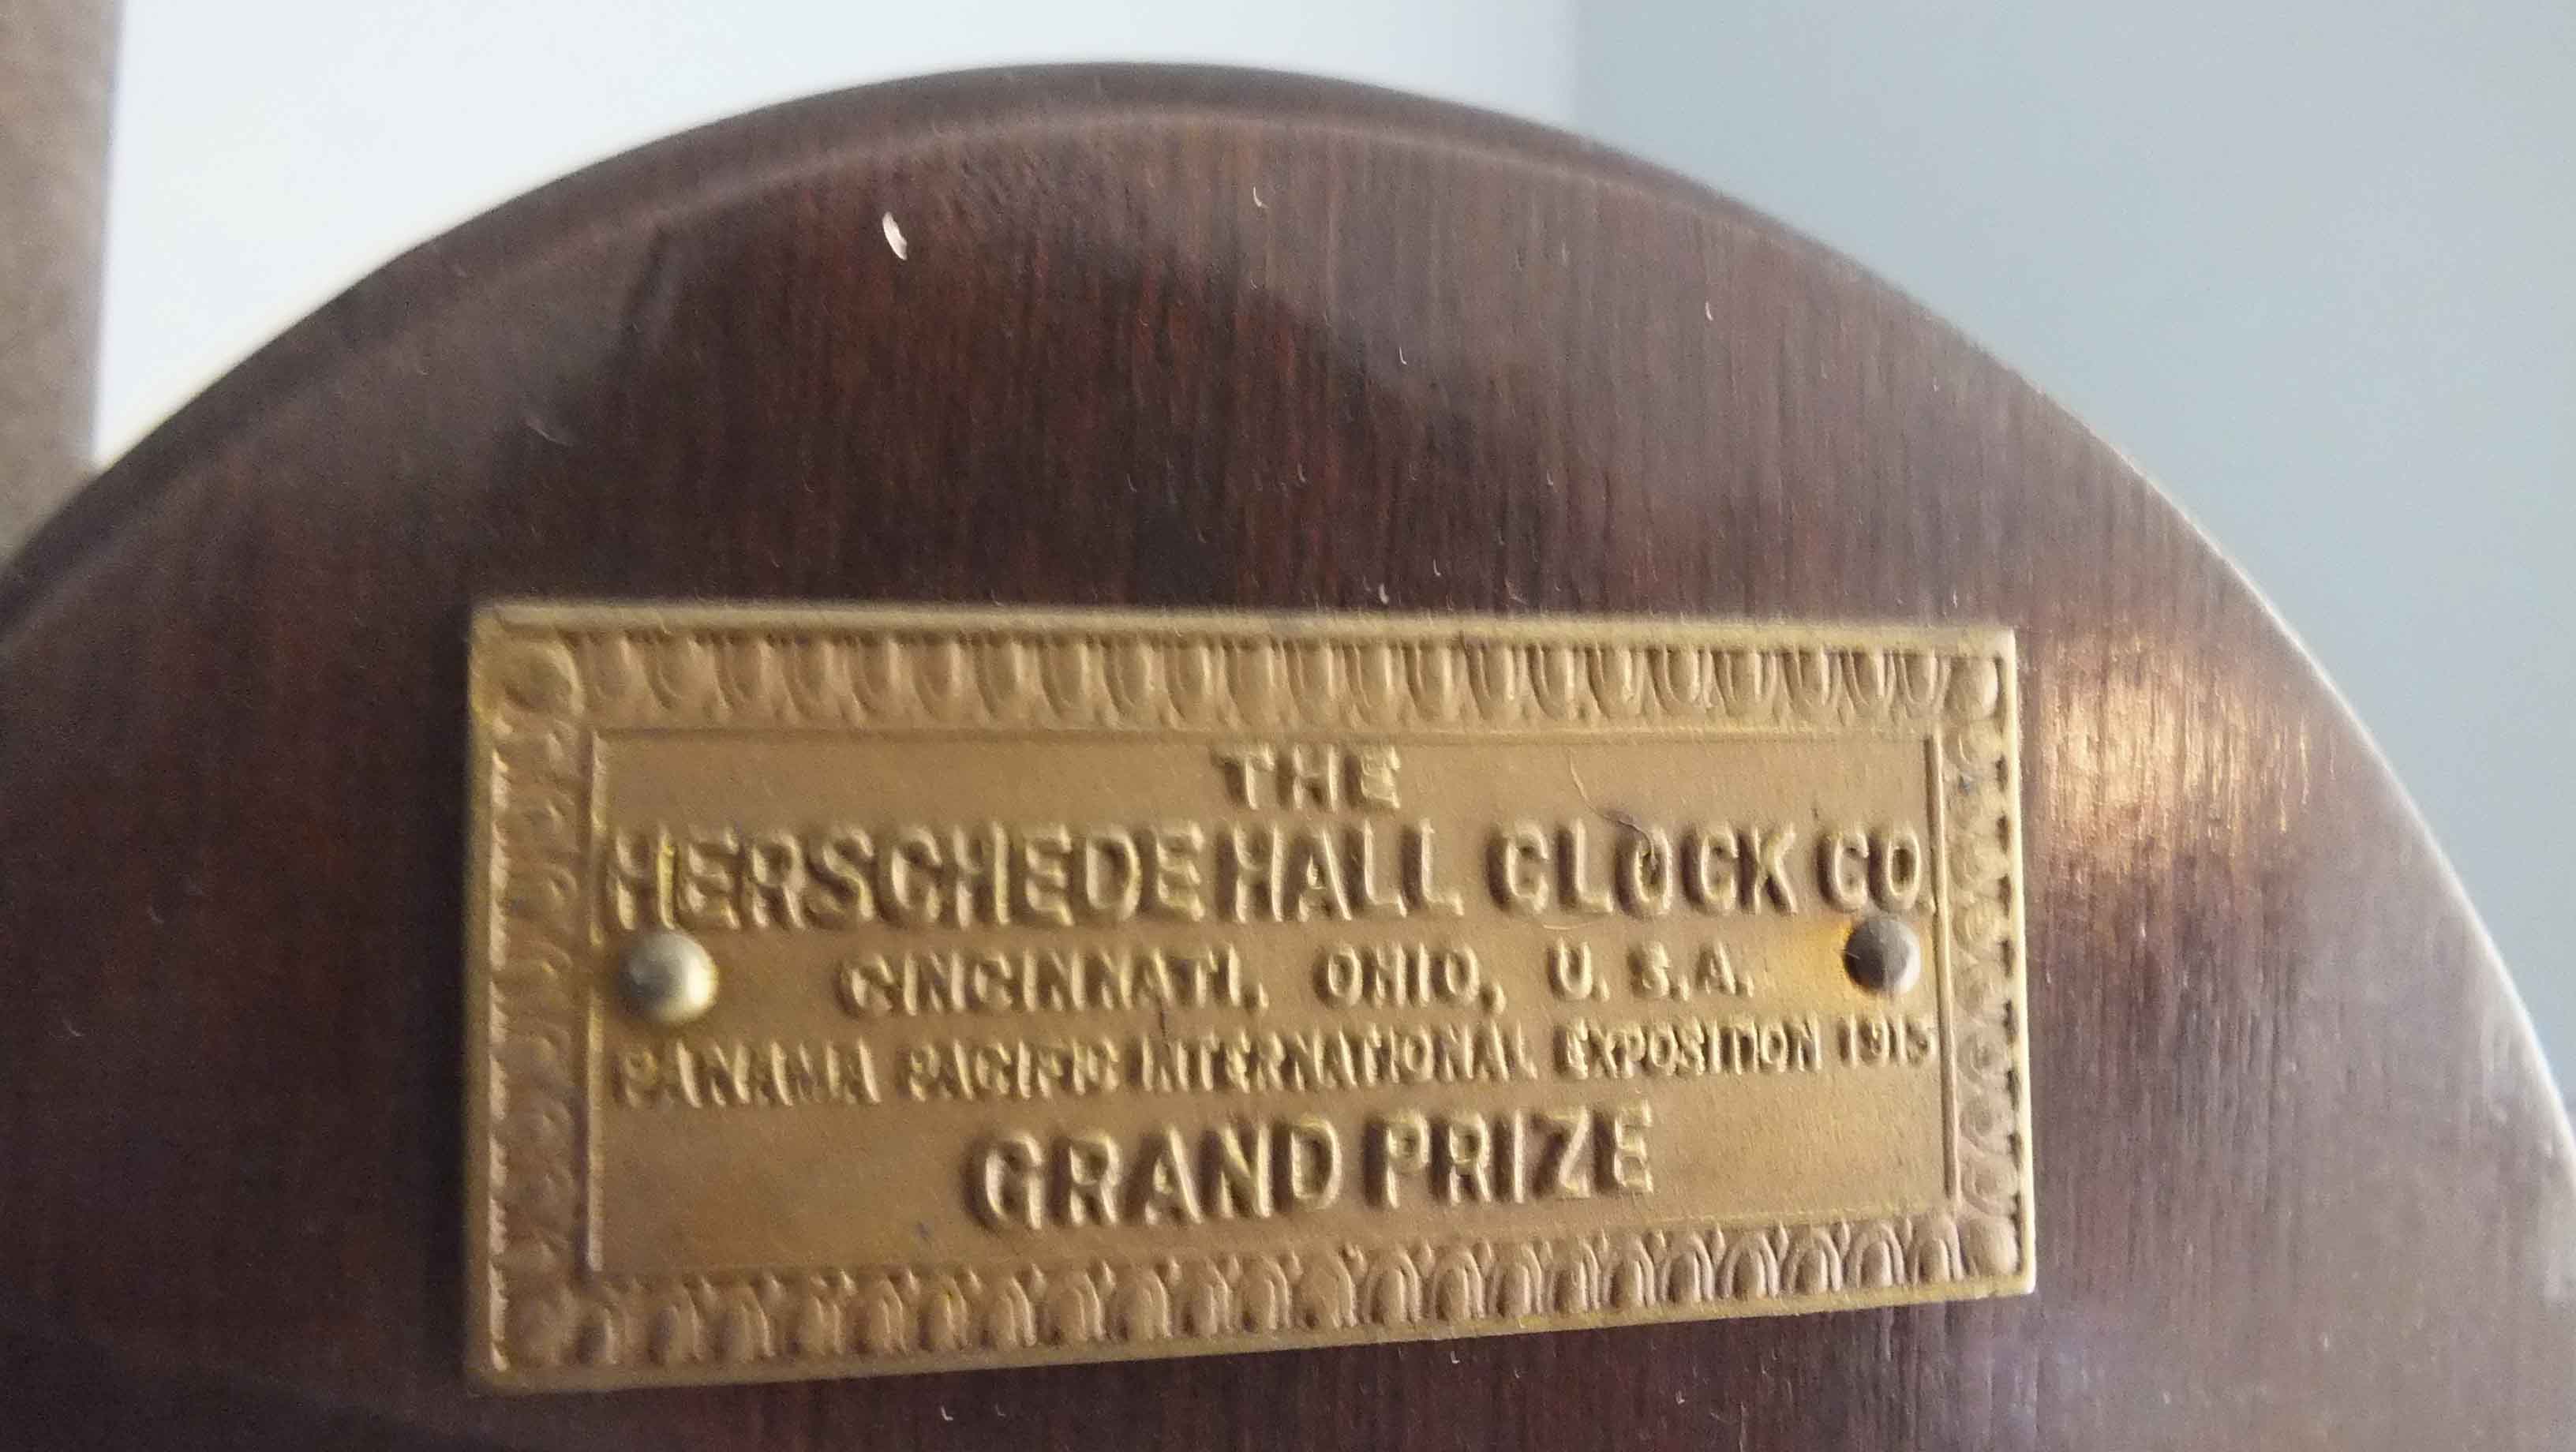 THE
HERSCHEDE HALL CLOCK CO.
CINCINNATI, OHIO, U.S.A.
PANAMA PACIFIC INTERNATIONAL EXPOSITION 1915
GRAND PRIZE